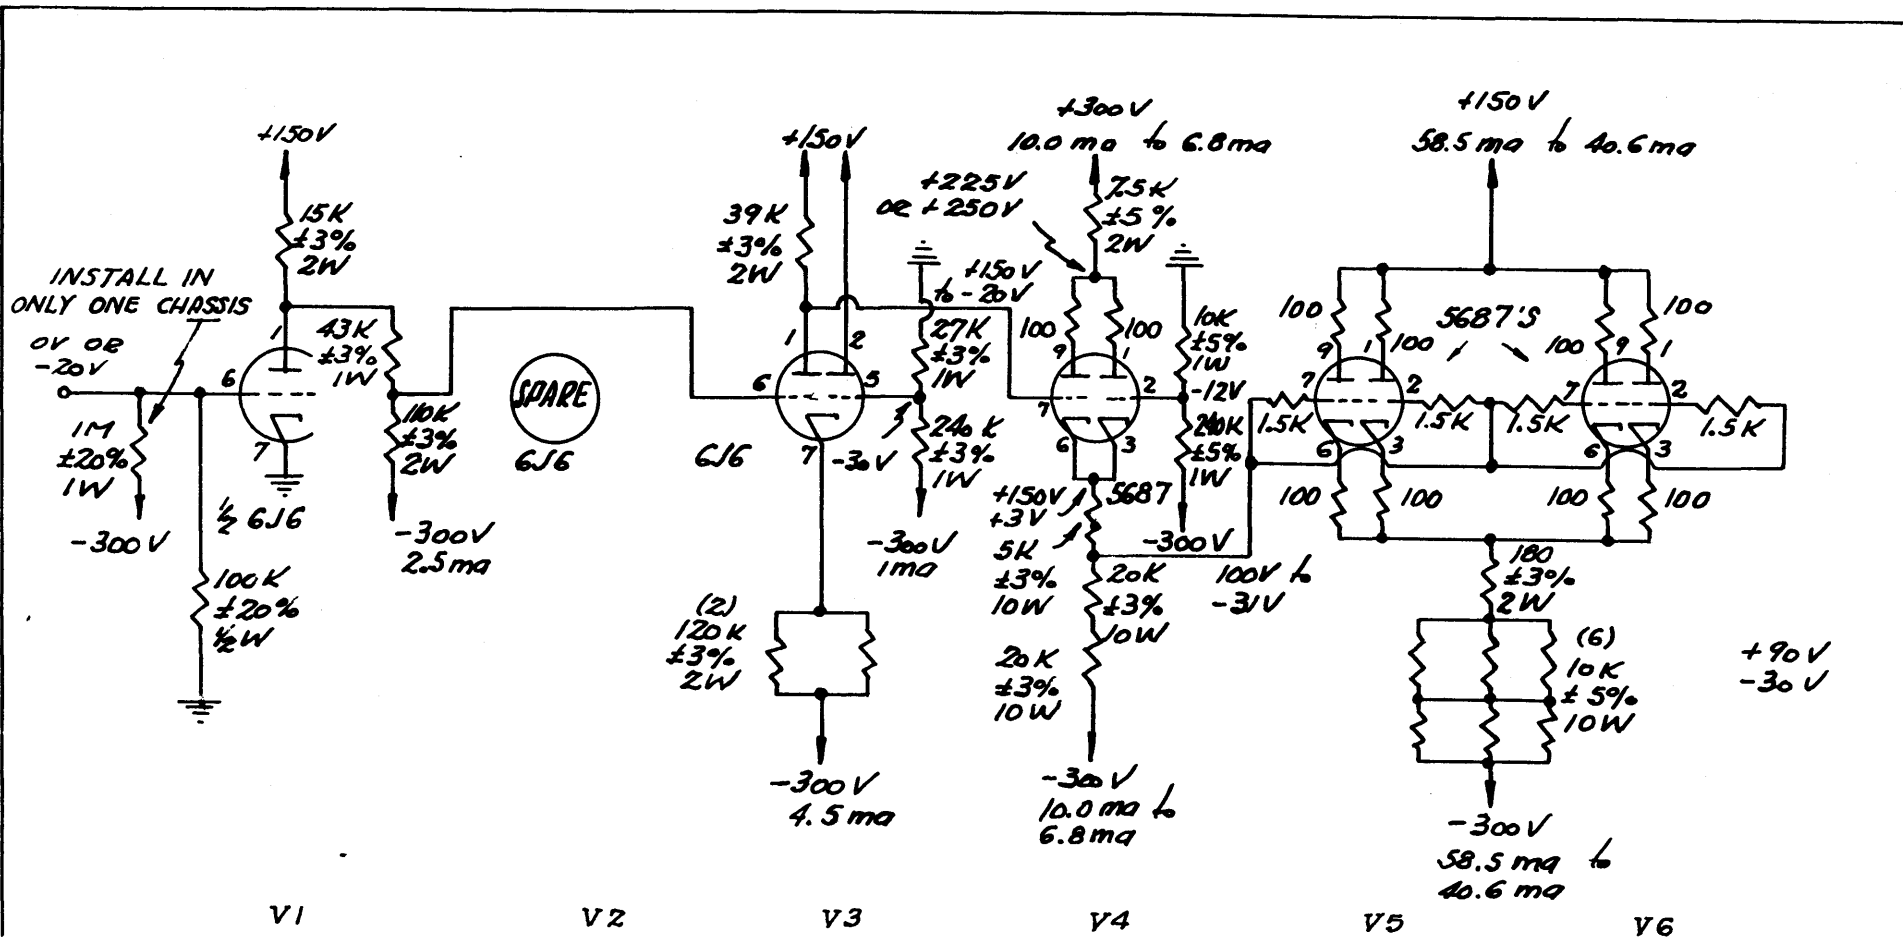 +150V
15K
±3%
2W
INSTALL IN
ONLY ONE CHASSIS
0V OR
-20V
6
1
7
43K
±3%
1W
1M
±20%
1W
-300V
½ 6J6
110K
±3%
2W
-300V
2.5ma
100K
±20%
½W
SPARE
6J6
+150V
39K
±3%
2W
1
2
6
5
7
6J6
+150V
to -20V
27K
±3%
1W
-30V
240K
±3%
1W
-300V
1ma
(2)
120K
±3%
2W
-300V
4.5ma
+300V
10.0 ma to 6.8ma
+225V
OR +250V
7.5K
±5%
2W
100
100
9
1
7
2
6
3
10K
±5%
1W
-12V
±5%
1W
-300V
+150V
+3V
5687
5K
±3%
10W
20K
±3%
10W
20K
±3%
10W
-300V
10.0ma to
6.8ma
100V to
-31V
+150V
58.5 ma to 40.6ma
100
100
5687'S
100
100
9
1
9
1
7
2
7
2
1.5K
1.5K
1.5K
1.5K
6
3
6
3
100
100
100
100
180
±3%
2W
(6)
10K
±5%
10W
-300V
58.5 ma to
40.6 ma
+90V
-30V
V1
V2
V3
V4
V5
V6